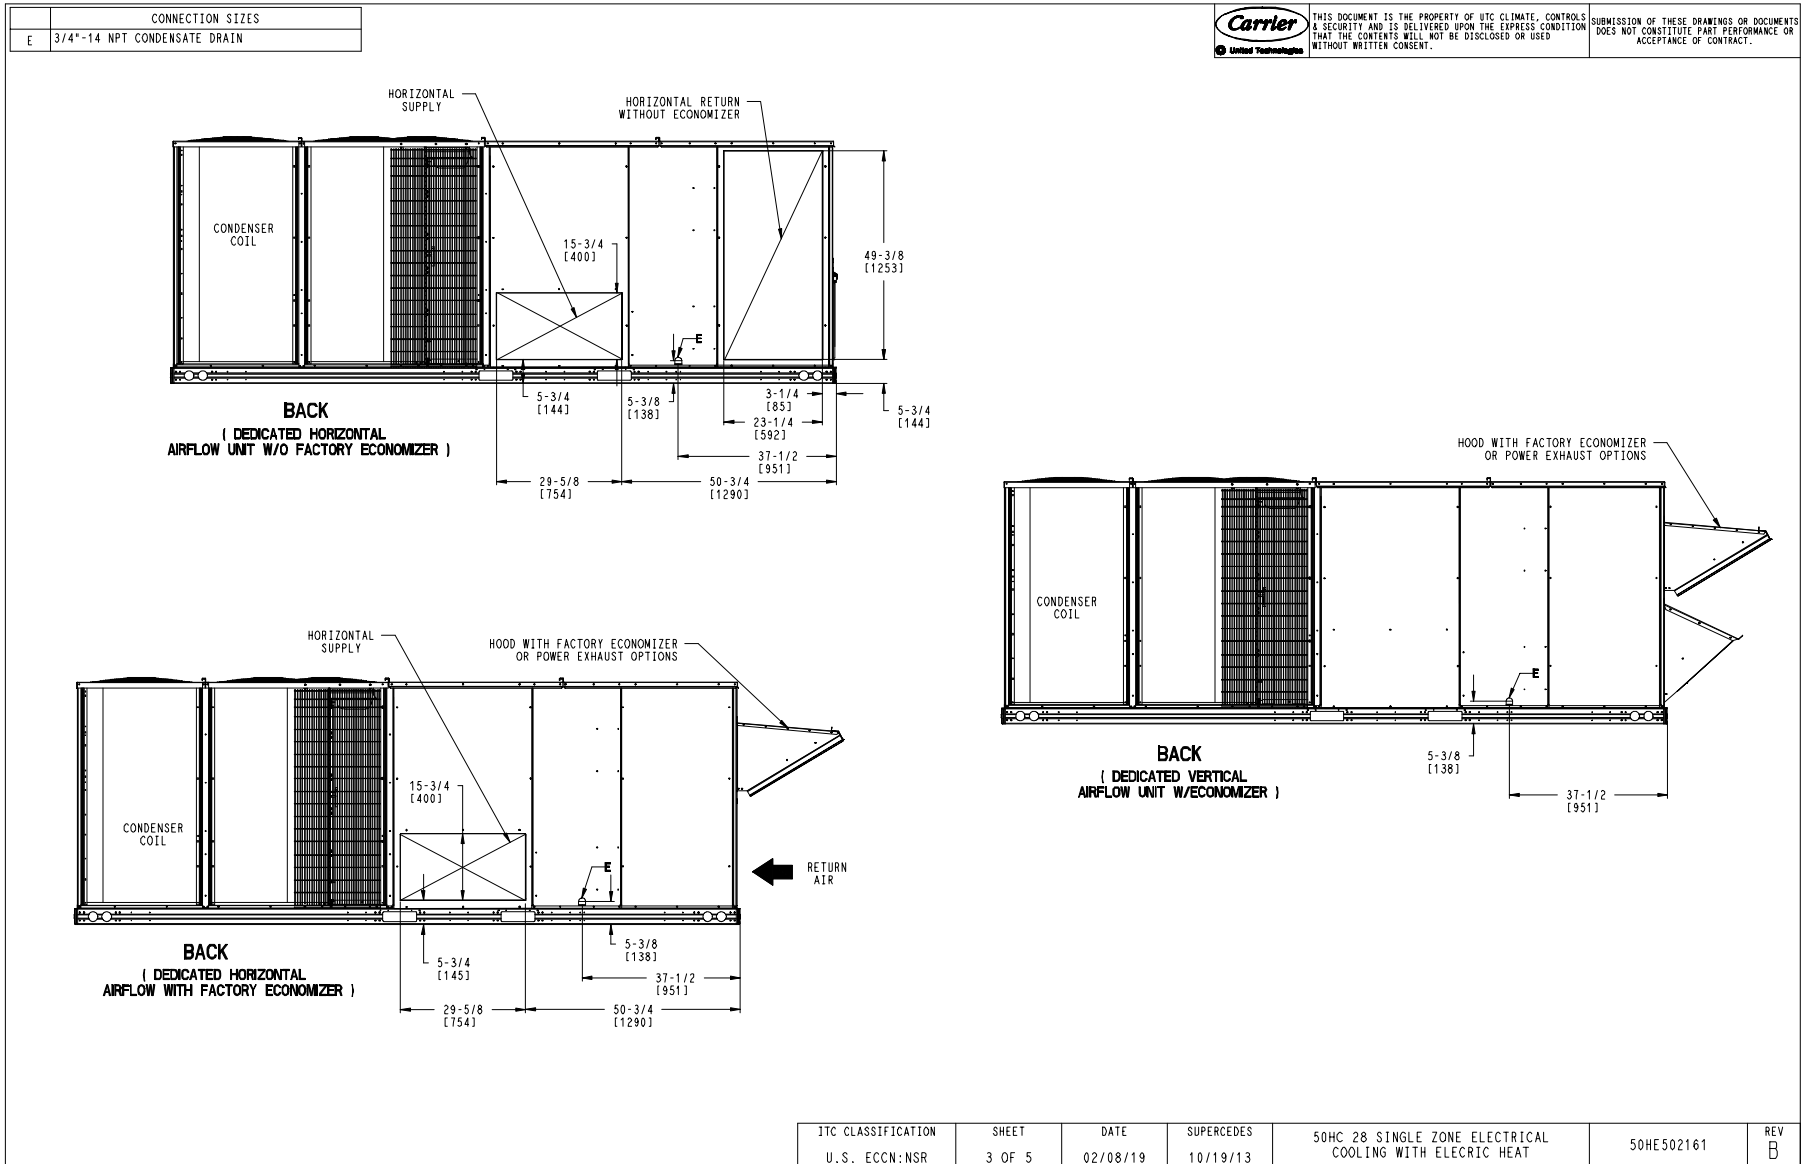 CONNECTION SIZES
E 3/4"-14 NPT CONDENSATE DRAIN
Carrier
United Technologies
THIS DOCUMENT IS THE PROPERTY OF UTC CLIMATE, CONTROLS
& SECURITY AND IS DELIVERED UPON THE EXPRESS CONDITION
THAT THE CONTENTS WILL NOT BE DISCLOSED OR USED
WITHOUT WRITTEN CONSENT.
SUBMISSION OF THESE DRAWINGS OR DOCUMENTS
DOES NOT CONSTITUTE PART PERFORMANCE OR
ACCEPTANCE OF CONTRACT.
HORIZONTAL
SUPPLY
HORIZONTAL RETURN
WITHOUT ECONOMIZER
CONDENSER
COIL
15-3/4
[400]
49-3/8
[1253]
E
5-3/4
[144]
5-3/8
[138]
3-1/4
[85]
5-3/4
[144]
23-1/4
[592]
37-1/2
[951]
29-5/8
[754]
50-3/4
[1290]
BACK
( DEDICATED HORIZONTAL
AIRFLOW UNIT W/O FACTORY ECONOMIZER )
HOOD WITH FACTORY ECONOMIZER
OR POWER EXHAUST OPTIONS
CONDENSER
COIL
E
5-3/8
[138]
37-1/2
[951]
BACK
( DEDICATED VERTICAL
AIRFLOW UNIT W/ECONOMIZER )
HORIZONTAL
SUPPLY
HOOD WITH FACTORY ECONOMIZER
OR POWER EXHAUST OPTIONS
15-3/4
[400]
CONDENSER
COIL
E
RETURN
AIR
5-3/4
[145]
5-3/8
[138]
37-1/2
[951]
29-5/8
[754]
50-3/4
[1290]
BACK
( DEDICATED HORIZONTAL
AIRFLOW WITH FACTORY ECONOMIZER )
ITC CLASSIFICATION
U.S. ECCN:NSR
SHEET
3 OF 5
DATE
02/08/19
SUPERCEDES
10/19/13
50HC 28 SINGLE ZONE ELECTRICAL
COOLING WITH ELECRIC HEAT
50HE502161
REV
B